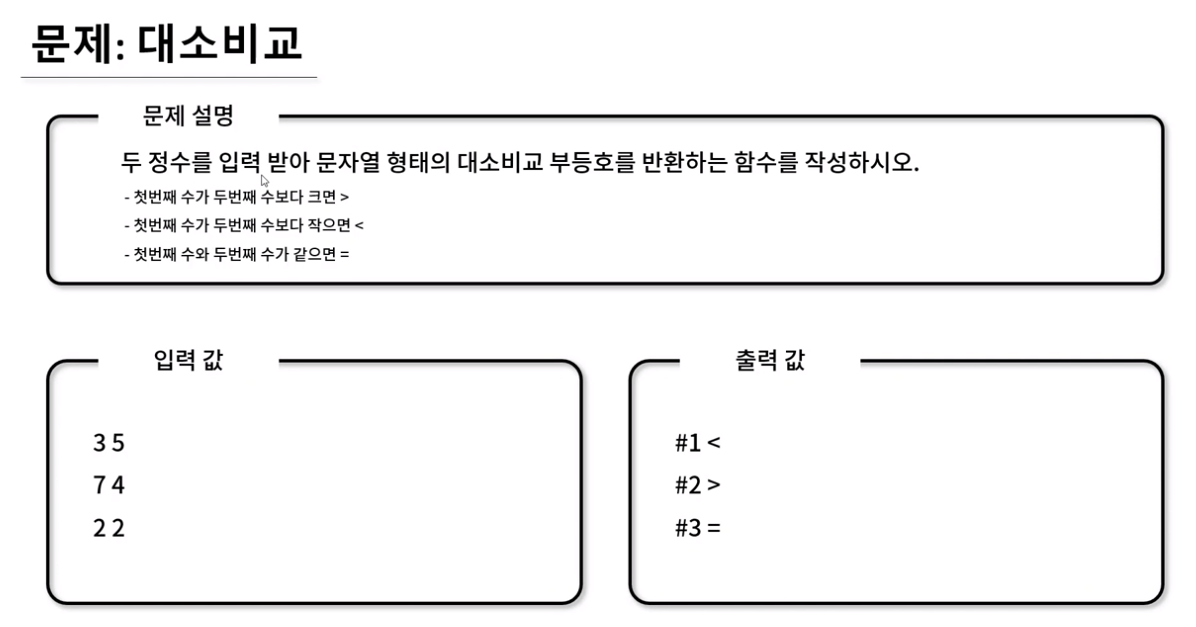 문제: 대소비교
문제 설명
두 정수를 입력 받아 문자열 형태의 대소비교 부등호를 반환하는 함수를 작성하시오.
- 첫번째 수가 두번째 수보다 크면 >
- 첫번째 수가 두번째 수보다 작으면 <
- 첫번째 수와 두번째 수가 같으면 =
입력 값
3 5
7 4
2 2
출력 값
#1 <
#2 >
#3 =